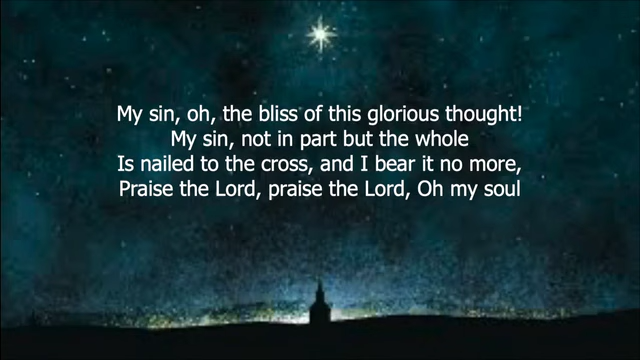 My sin, oh, the bliss of this glorious thought!
My sin, not in part but the whole
Is nailed to the cross, and I bear it no more,
Praise the Lord, praise the Lord, Oh my soul